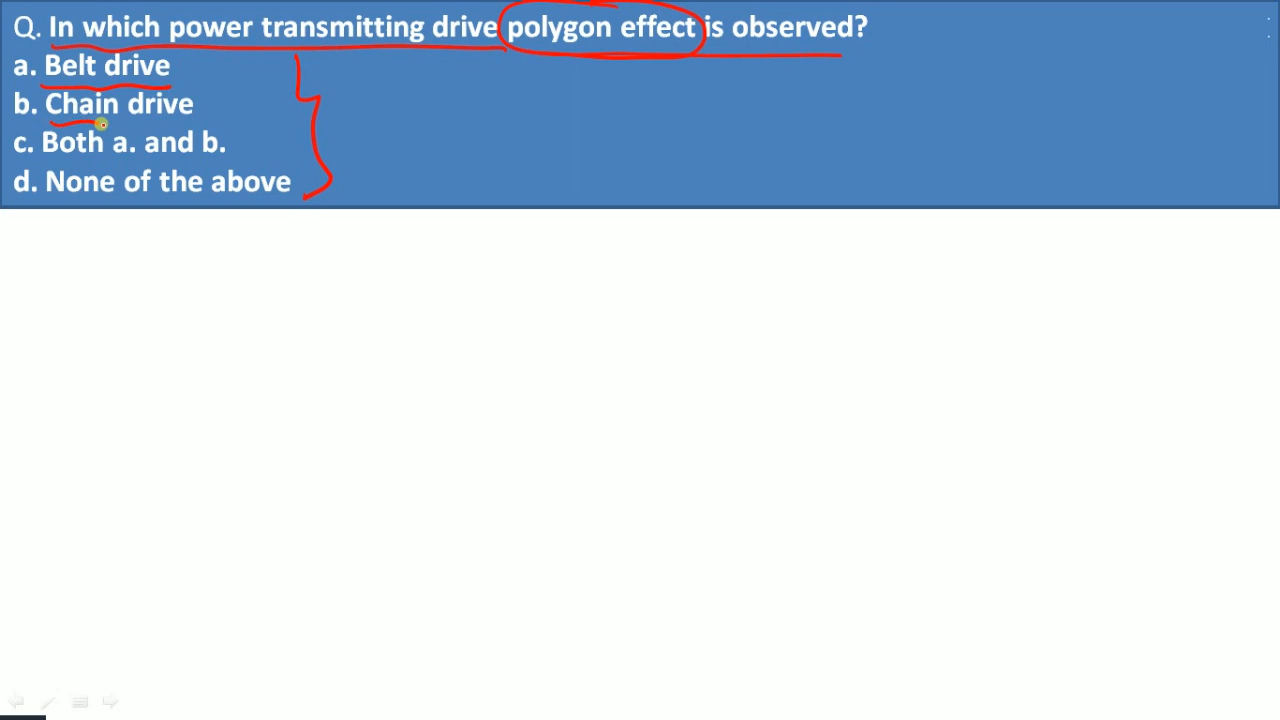 Q. In which power transmitting drive polygon effect is observed?
a. Belt drive
b. Chain drive
c. Both a. and b.
d. None of the above